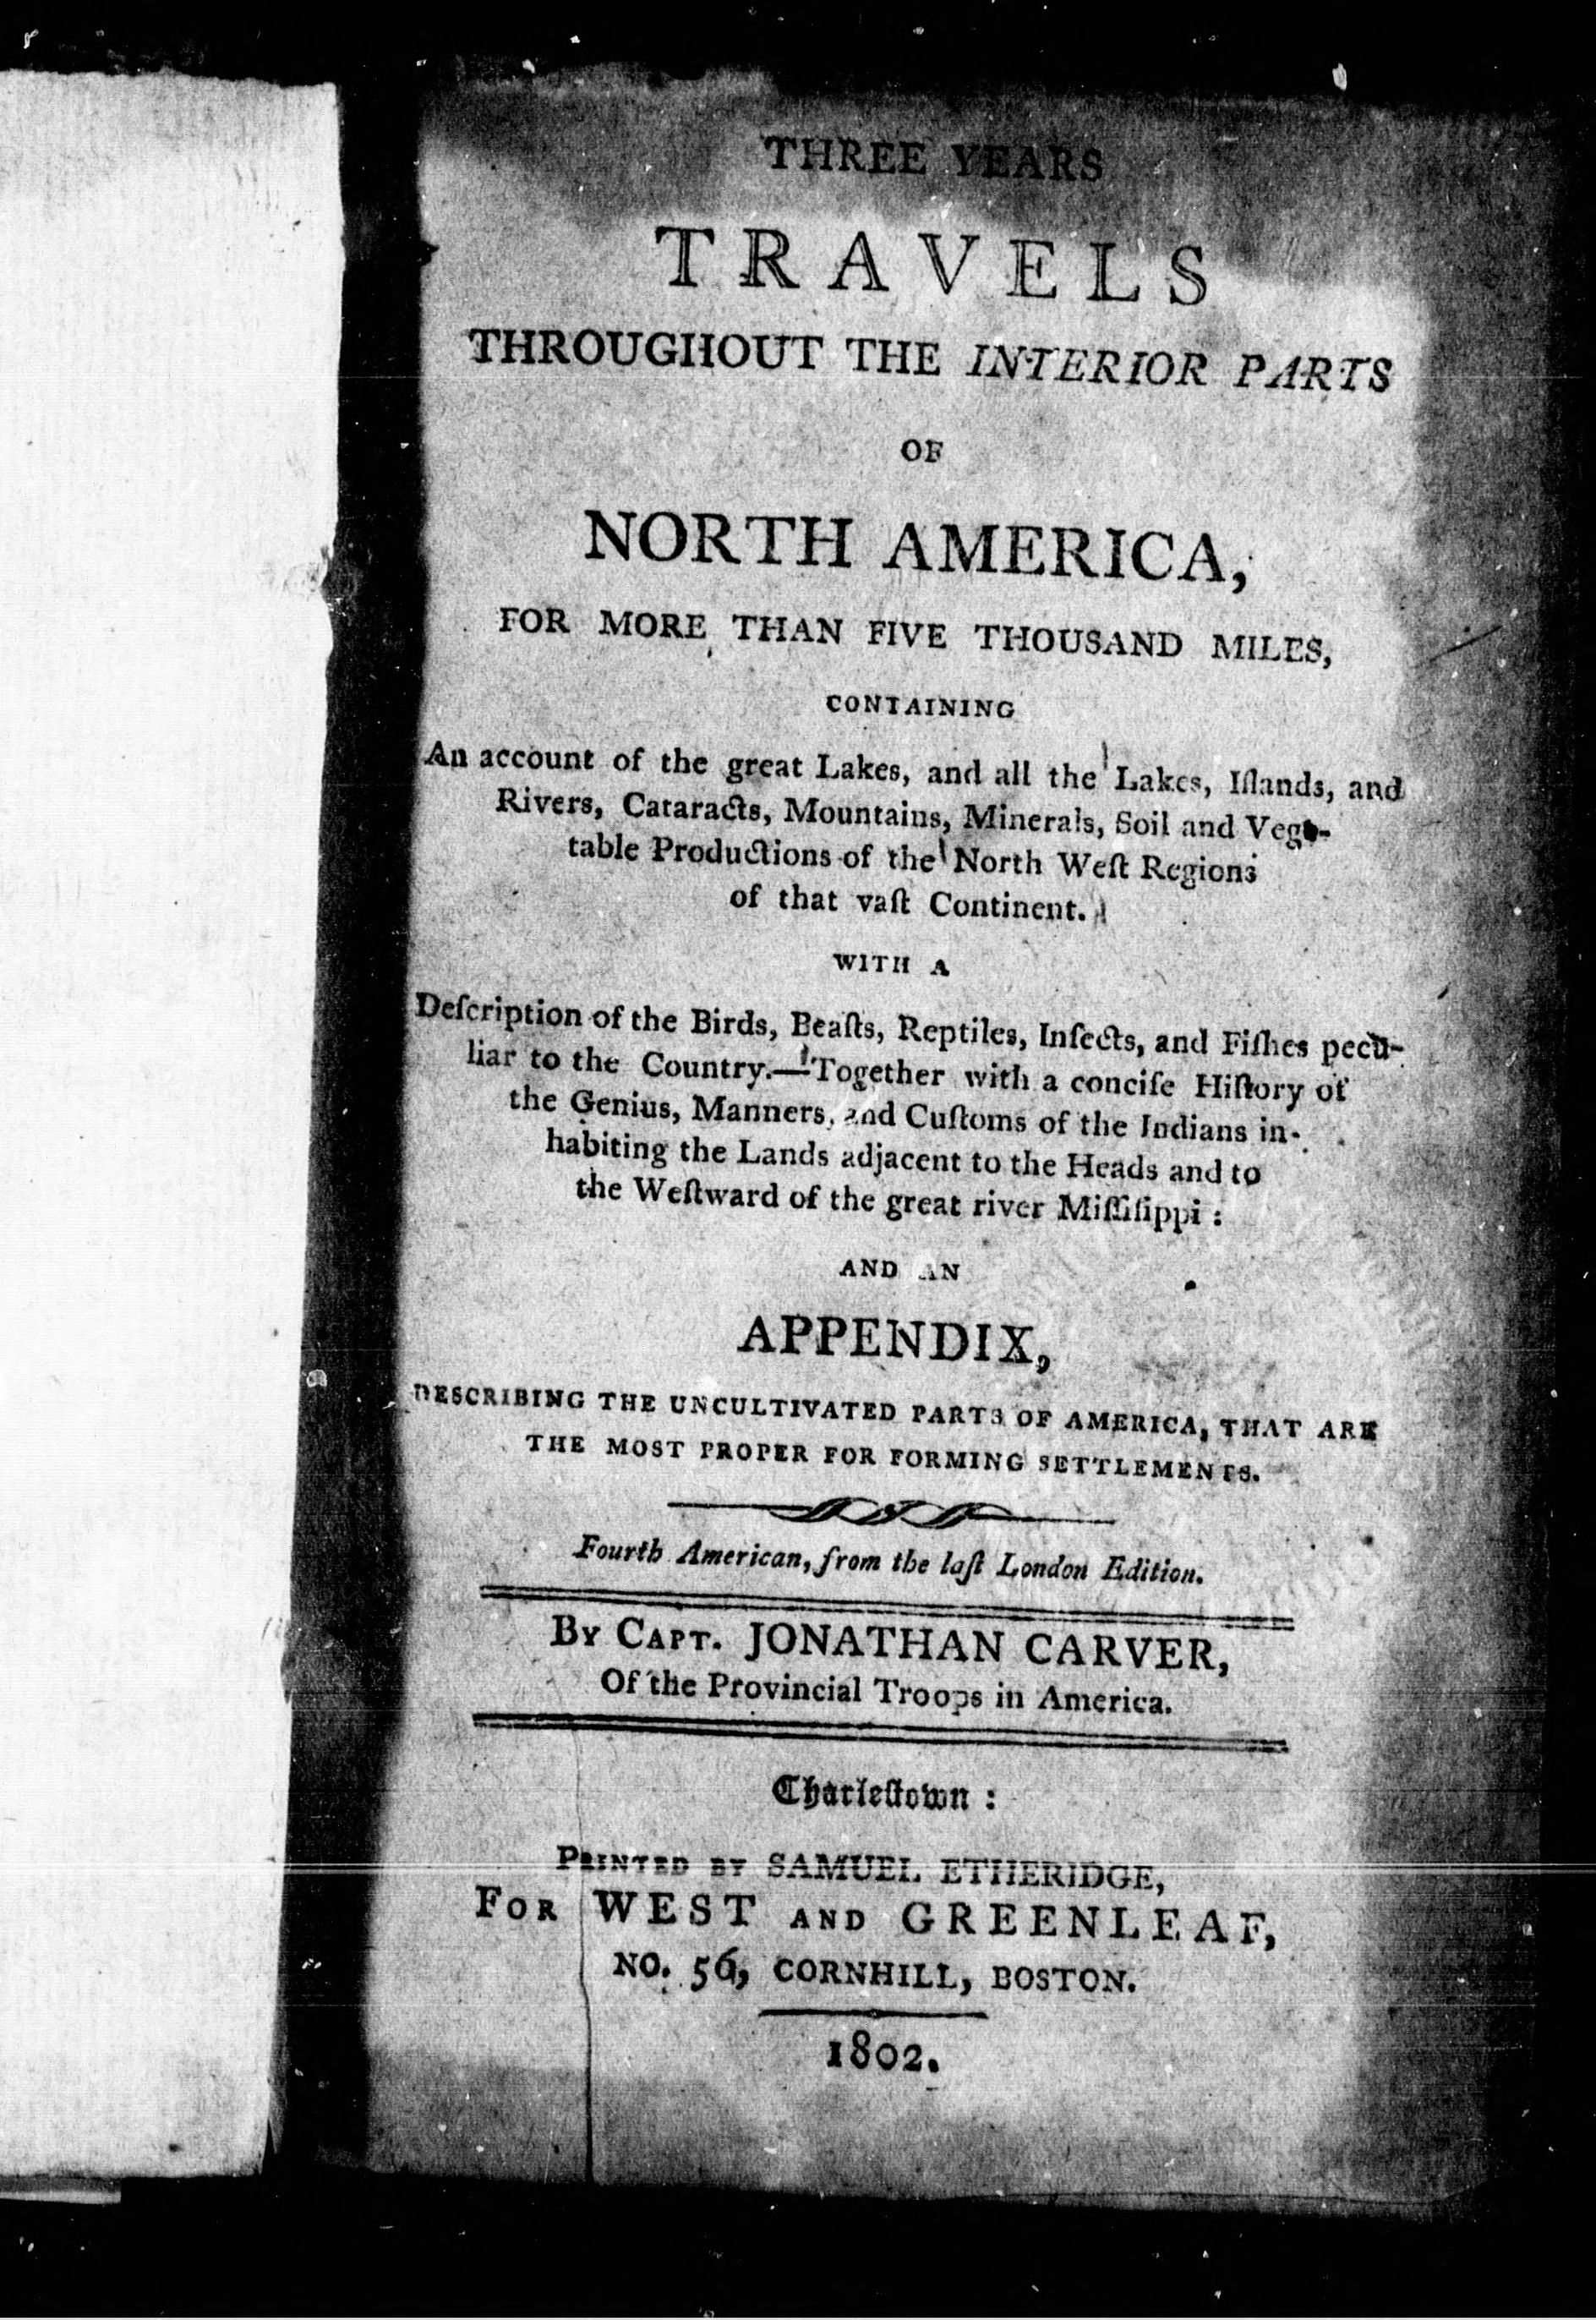 THREE YEARS
TRAVELS
THROUGHOUT THE INTERIOR PARTS
OF
NORTH AMERICA,
FOR MORE THAN FIVE THOUSAND MILES,
CONTAINING
An account of the great Lakes, and all the Lakes, Iſlands, and
Rivers, Cataracts, Mountains, Minerals, Soil and Vege-
table Productions of the North Weſt Regions
of that vaſt Continent.
WITH A
Deſcription of the Birds, Beaſts, Reptiles, Inſects, and Fiſhes pecu-
liar to the Country.—Together with a conciſe Hiſtory of
the Genius, Manners, and Cuſtoms of the Indians in-
habiting the Lands adjacent to the Heads and to
the Weſtward of the great river Miſſiſippi :
AND AN
APPENDIX,
DESCRIBING THE UNCULTIVATED PARTS OF AMERICA, THAT ARE
THE MOST PROPER FOR FORMING SETTLEMENTS.
Fourth American, from the laſt London Edition.
BY CAPT. JONATHAN CARVER,
Of the Provincial Troops in America.
Charleſtown :
PRINTED BY SAMUEL ETHERIDGE,
FOR WEST AND GREENLEAF,
NO. 56, CORNHILL, BOSTON.
1802.